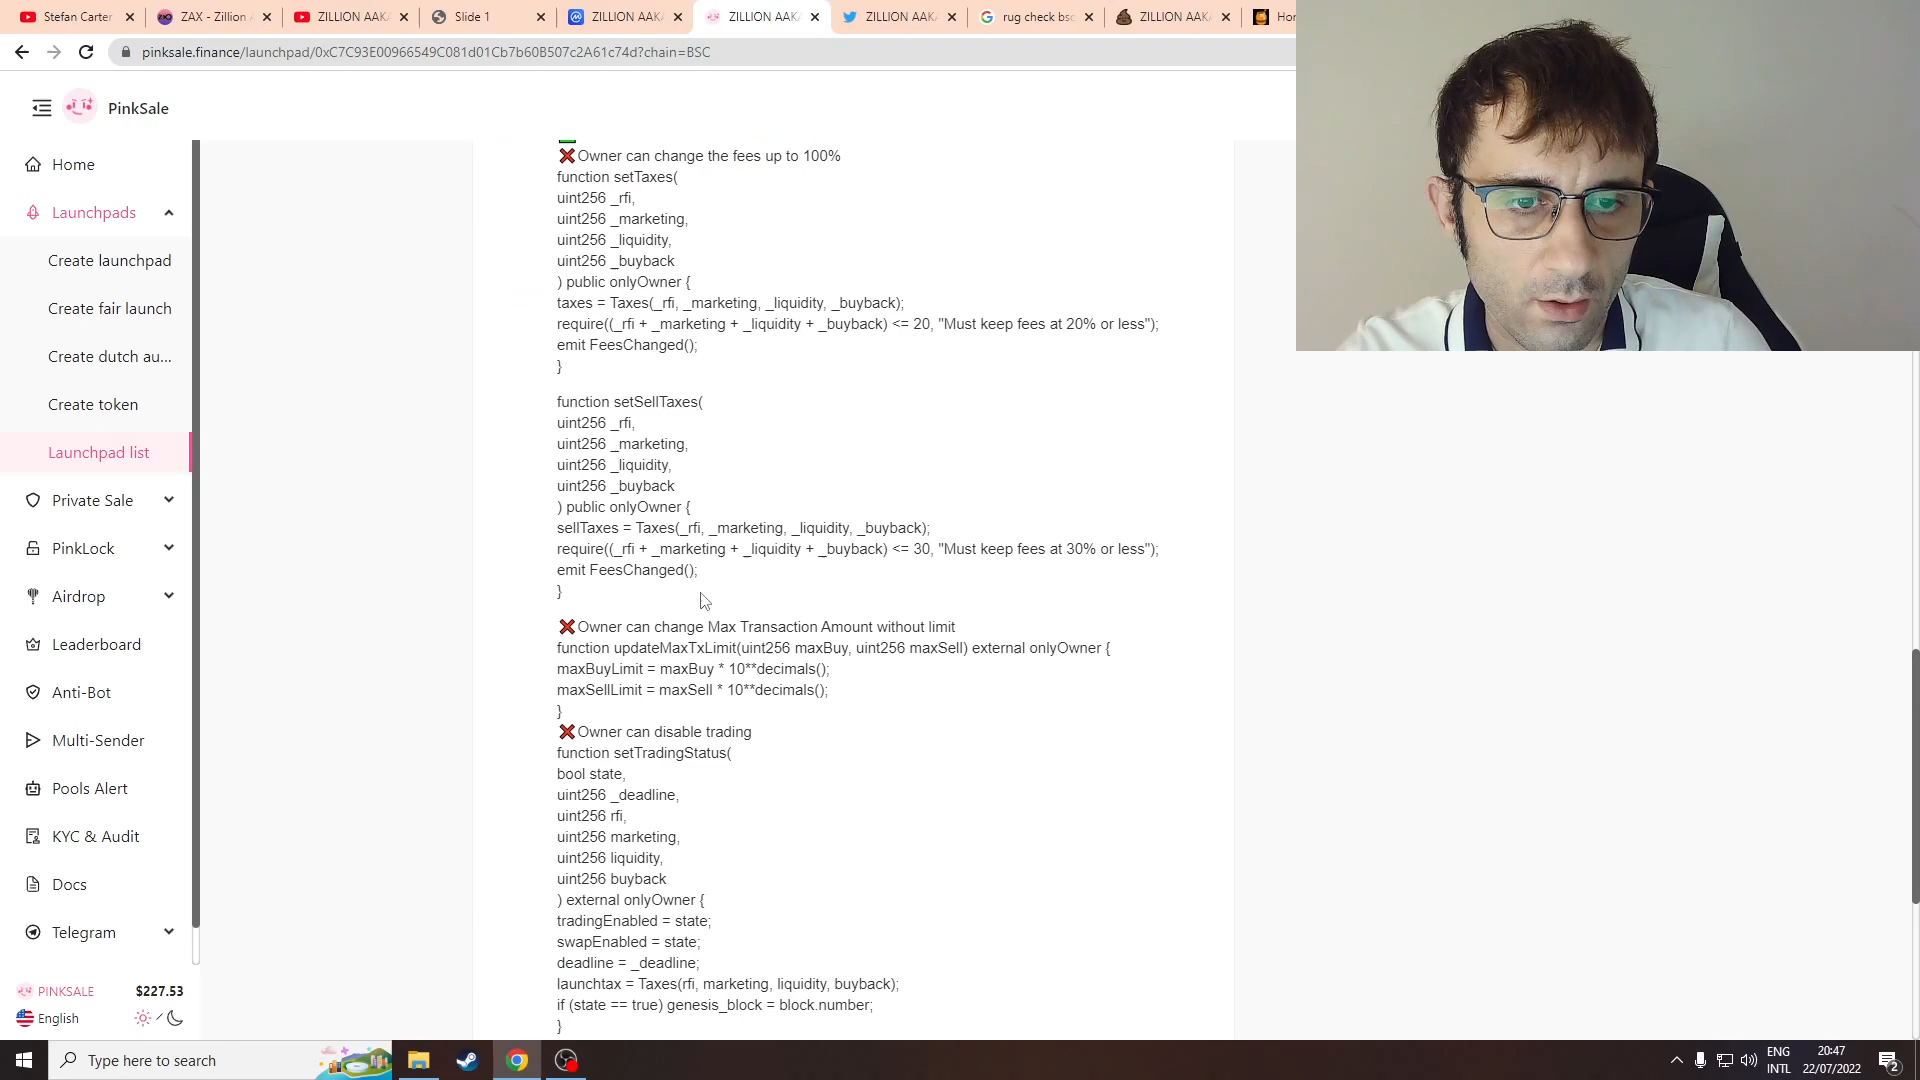 Stefan Carter
ZAX - Zillion
ZILLION AAKA
Slide 1
ZILLION AAKA
ZILLION AAKA
ZILLION AAKA
rug check bsc
ZILLION AAKA
Hor
pinksale.finance/launchpad/0xC7C93E00966549C081d01Cb7b60B507c2A61c74d?chain=BSC
PinkSale
Home
Launchpads
Create launchpad
Create fair launch
Create dutch au...
Create token
Launchpad list
Private Sale
PinkLock
Airdrop
Leaderboard
Anti-Bot
Multi-Sender
Pools Alert
KYC & Audit
Docs
Telegram
PINKSALE $227.53
English
❌Owner can change the fees up to 100%
function setTaxes(
uint256 _rfi,
uint256 _marketing,
uint256 _liquidity,
uint256 _buyback
) public onlyOwner {
taxes = Taxes(_rfi, _marketing, _liquidity, _buyback);
require((_rfi + _marketing + _liquidity + _buyback) <= 20, "Must keep fees at 20% or less");
emit FeesChanged();
}
function setSellTaxes(
uint256 _rfi,
uint256 _marketing,
uint256 _liquidity,
uint256 _buyback
) public onlyOwner {
sellTaxes = Taxes(_rfi, _marketing, _liquidity, _buyback);
require((_rfi + _marketing + _liquidity + _buyback) <= 30, "Must keep fees at 30% or less");
emit FeesChanged();
}
❌Owner can change Max Transaction Amount without limit
function updateMaxTxLimit(uint256 maxBuy, uint256 maxSell) external onlyOwner {
maxBuyLimit = maxBuy * 10**decimals();
maxSellLimit = maxSell * 10**decimals();
}
❌Owner can disable trading
function setTradingStatus(
bool state,
uint256 _deadline,
uint256 rfi,
uint256 marketing,
uint256 liquidity,
uint256 buyback
) external onlyOwner {
tradingEnabled = state;
swapEnabled = state;
deadline = _deadline;
launchtax = Taxes(rfi, marketing, liquidity, buyback);
if (state == true) genesis_block = block.number;
}
Type here to search
ENG
INTL
20:47
22/07/2022
2